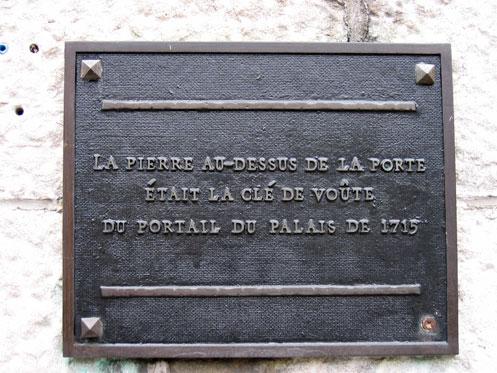 LA PIERRE AU-DESSUS DE LA PORTE
ÉTAIT LA CLÉ DE VOÛTE
DU PORTAIL DU PALAIS DE 1715